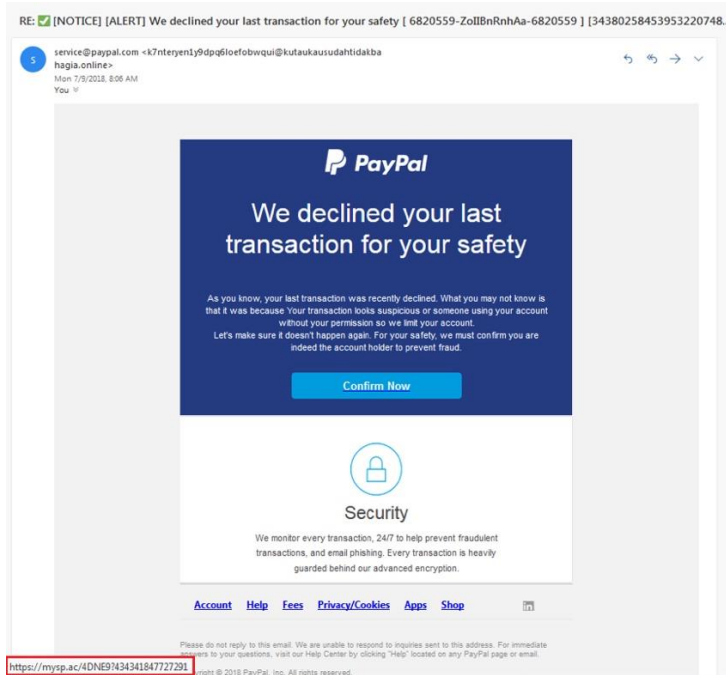 RE: ✅ [NOTICE] [ALERT] We declined your last transaction for your safety [ 6820559-ZoIIBnRnhAa-6820559 ] [34380258453953220748...
S
service@paypal.com <k7nteryen1y9dpq6loefobwqui@kutaukausudahtidakba
hagia.online>
Mon 7/9/2018, 8:06 AM
You
PayPal
We declined your last
transaction for your safety
As you know, your last transaction was recently declined. What you may not know is
that it was because Your transaction looks suspicious or someone using your account
without your permission so we limit your account.
Let's make sure it doesn't happen again. For your safety, we must confirm you are
indeed the account holder to prevent fraud.
Confirm Now
Security
We monitor every transaction, 24/7 to help prevent fraudulent
transactions, and email phishing. Every transaction is heavily
guarded behind our advanced encryption.
Account Help Fees Privacy/Cookies Apps Shop in
Please do not reply to this email. We are unable to respond to inquiries sent to this address. For immediate
answers to your questions, visit our Help Center by clicking "Help" located on any PayPal page or email.
https://mysp.ac/4DNE9?434341847727291
2018 PayPal, Inc. All rights reserved.